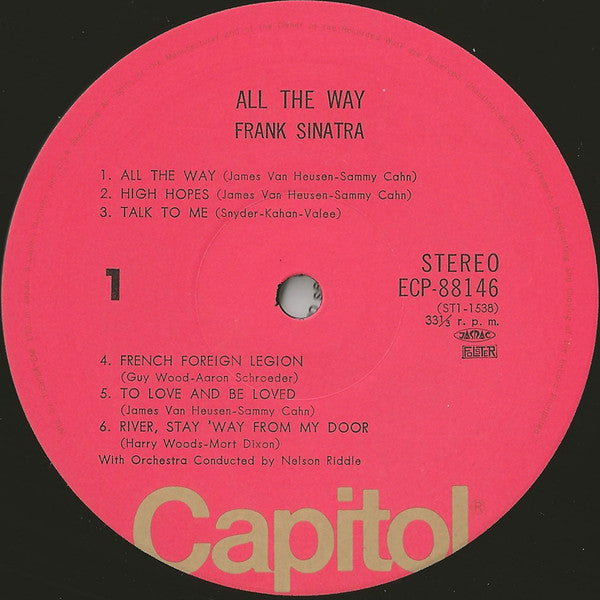 ALL THE WAY
FRANK SINATRA
1. ALL THE WAY (James Van Heusen-Sammy Cahn)
2. HIGH HOPES (James Van Heusen-Sammy Cahn)
3. TALK TO ME (Snyder-Kahan-Valee)
1
STEREO
ECP-88146
(ST1-1538)
33⅓ r. p. m.
JASRAC
POLSTER
4. FRENCH FOREIGN LEGION
(Guy Wood-Aaron Schroeder)
5. TO LOVE AND BE LOVED
(James Van Heusen-Sammy Cahn)
6. RIVER, STAY 'WAY FROM MY DOOR
(Harry Woods-Mort Dixon)
With Orchestra Conducted by Nelson Riddle
Capitol®